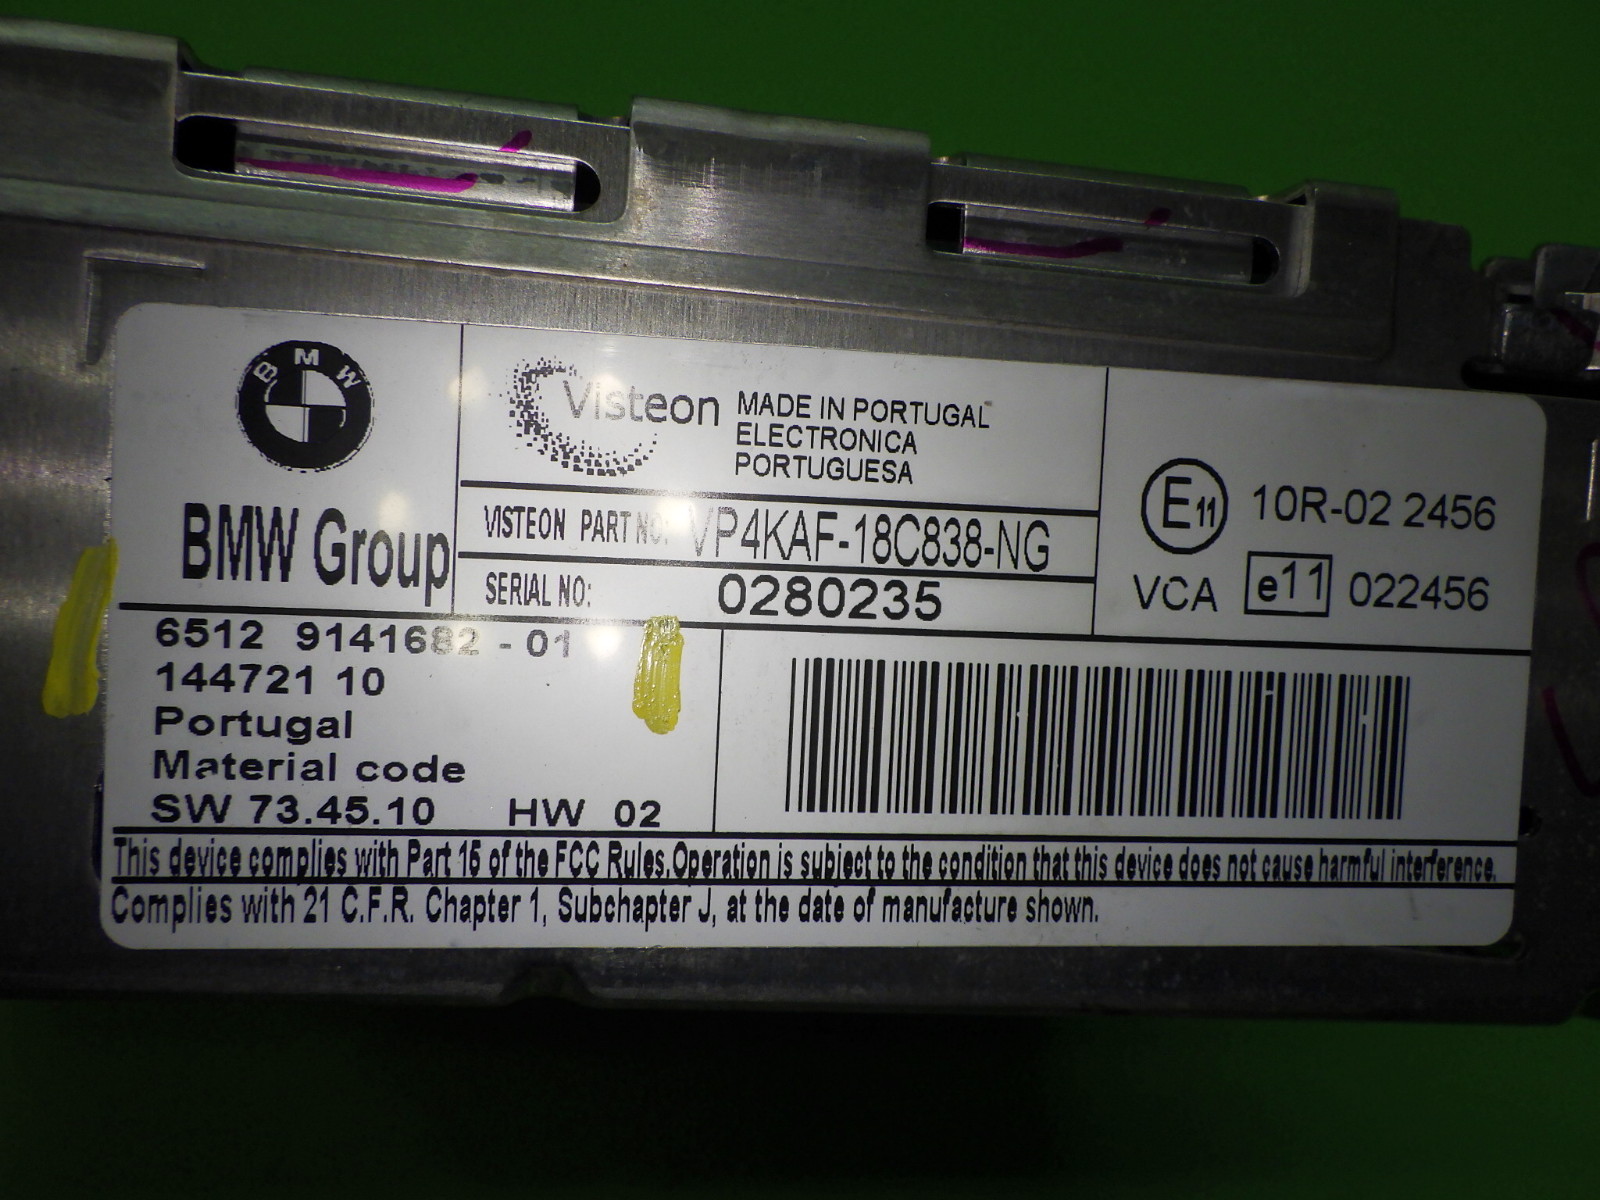 BMW
BMW Group
Visteon
MADE IN PORTUGAL
ELECTRONICA
PORTUGUESA
VISTEON PART NO: VP4KAF-18C838-NG
SERIAL NO: 0280235
E11 10R-02 2456
VCA e11 022456
6512 9141682 - 01
144721 10
Portugal
Material code
SW 73.45.10 HW 02
This device complies with Part 15 of the FCC Rules.Operation is subject to the condition that this device does not cause harmful interference.
Complies with 21 C.F.R. Chapter 1, Subchapter J, at the date of manufacture shown.